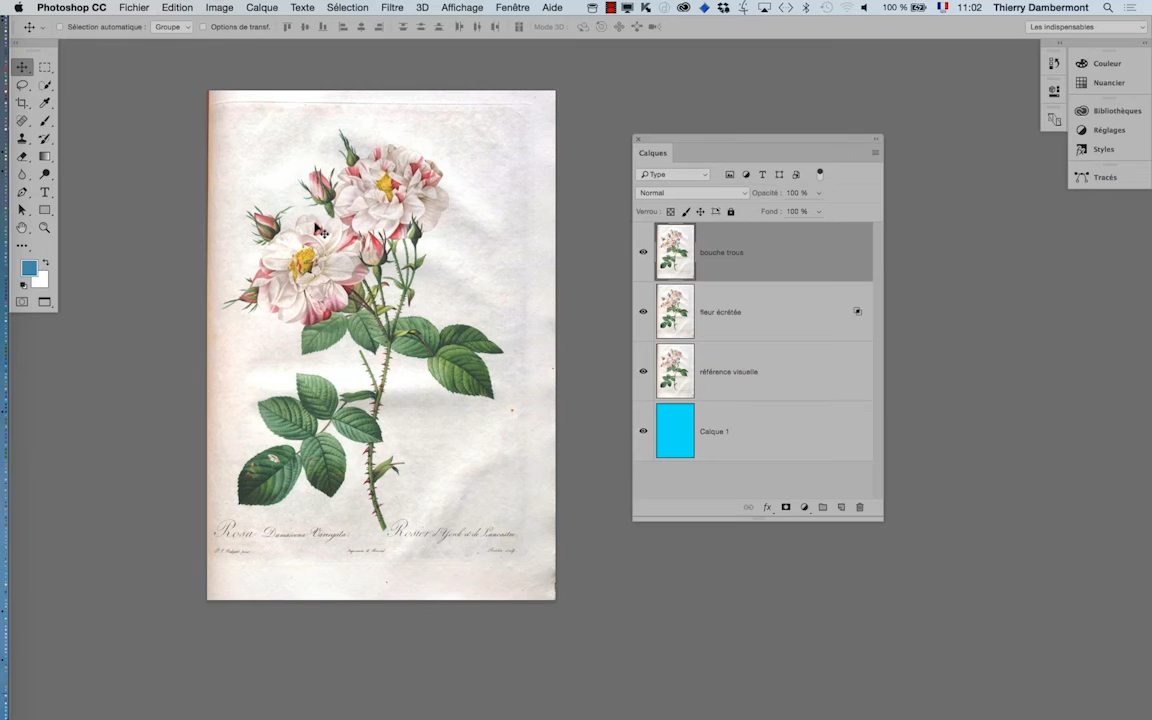 Photoshop CC Fichier Edition Image Calque Texte Sélection Filtre 3D Affichage Fenêtre Aide 100 % 11:02 Thierry Dambermont
Sélection automatique : Groupe Options de transf. Mode 3D : Les indispensables
Couleur
Nuancier
Bibliothèques
Réglages
Styles
Tracés
Calques
Type
Normal Opacité : 100 %
Verrou : Fond : 100 %
bouche trous
fleur écrêtée
référence visuelle
Calque 1
fx
Rosa Damascena Variegata. Rosier d'Yorck et de Lancastre.